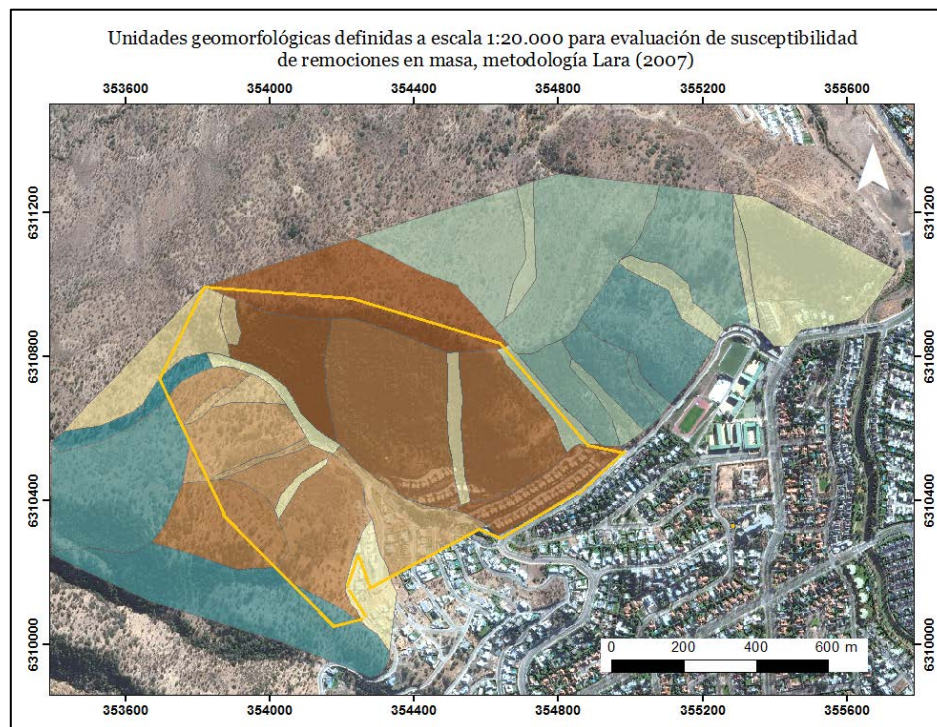 Unidades geomorfológicas definidas a escala 1:20.000 para evaluación de susceptibilidad
de remociones en masa, metodología Lara (2007)
353600 354000 354400 354800 355200 355600
6311200 6311200
6310800 6310800
6310400 6310400
6310000 6310000
0 200 400 600 m
353600 354000 354400 354800 355200 355600